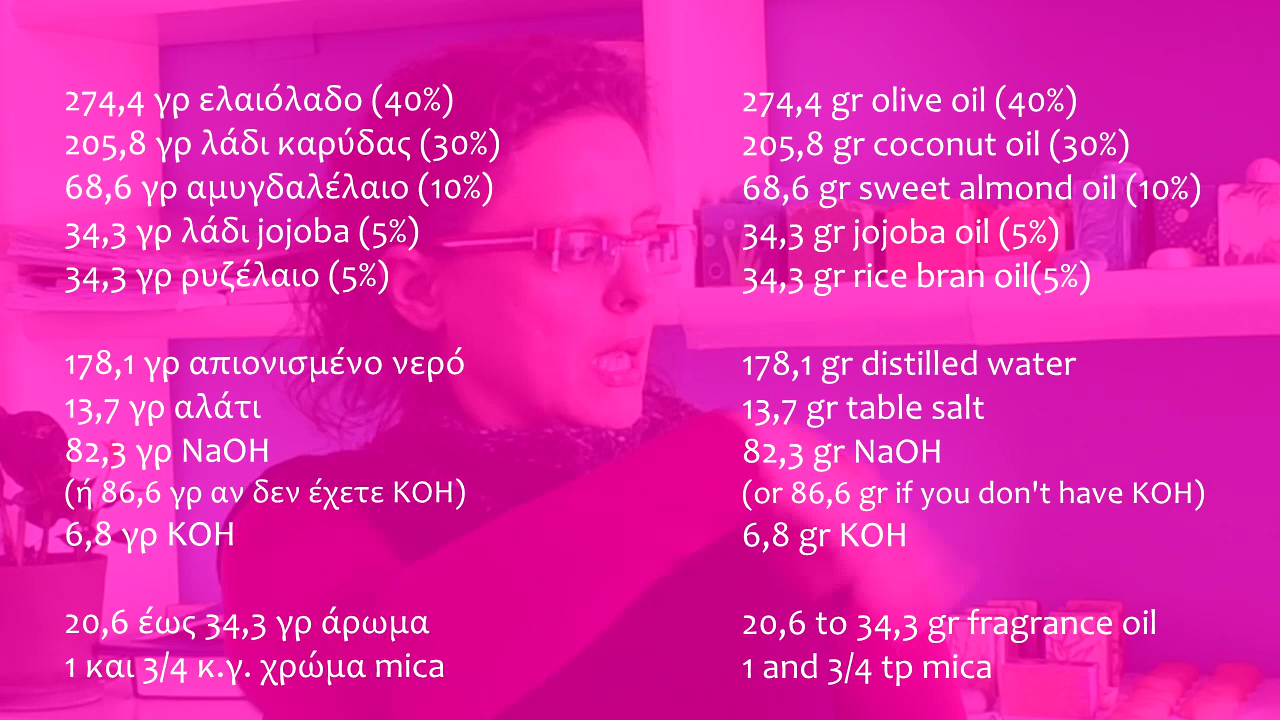 274,4 γρ ελαιόλαδο (40%)
205,8 γρ λάδι καρύδας (30%)
68,6 γρ αμυγδαλέλαιο (10%)
34,3 γρ λάδι jojoba (5%)
34,3 γρ ρυζέλαιο (5%)
178,1 γρ απιονισμένο νερό
13,7 γρ αλάτι
82,3 γρ NaOH
(ή 86,6 γρ αν δεν έχετε KOH)
6,8 γρ KOH
20,6 έως 34,3 γρ άρωμα
1 και 3/4 κ.γ. χρώμα mica
274,4 gr olive oil (40%)
205,8 gr coconut oil (30%)
68,6 gr sweet almond oil (10%)
34,3 gr jojoba oil (5%)
34,3 gr rice bran oil(5%)
178,1 gr distilled water
13,7 gr table salt
82,3 gr NaOH
(or 86,6 gr if you don't have KOH)
6,8 gr KOH
20,6 to 34,3 gr fragrance oil
1 and 3/4 tp mica